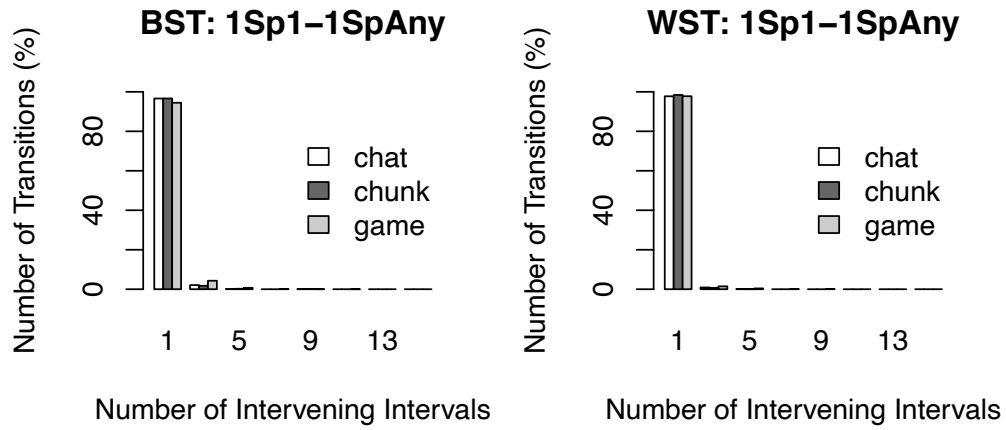 BST: 1Sp1−1SpAny
Number of Transitions (%)
80
40
0
chat
chunk
game
1 5 9 13
Number of Intervening Intervals
WST: 1Sp1−1SpAny
Number of Transitions (%)
80
40
0
chat
chunk
game
1 5 9 13
Number of Intervening Intervals